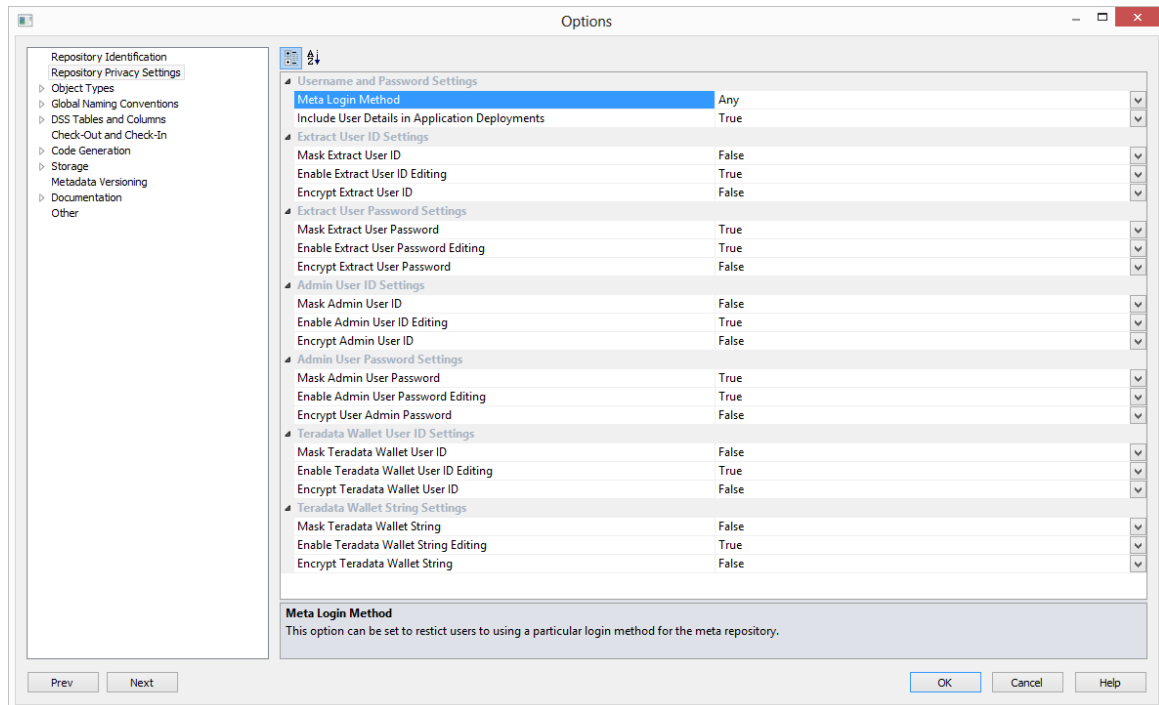 Options
Repository Identification
Repository Privacy Settings
Object Types
Global Naming Conventions
DSS Tables and Columns
Check-Out and Check-In
Code Generation
Storage
Metadata Versioning
Documentation
Other
Username and Password Settings
Meta Login Method Any
Include User Details in Application Deployments True
Extract User ID Settings
Mask Extract User ID False
Enable Extract User ID Editing True
Encrypt Extract User ID False
Extract User Password Settings
Mask Extract User Password True
Enable Extract User Password Editing True
Encrypt Extract User Password False
Admin User ID Settings
Mask Admin User ID False
Enable Admin User ID Editing True
Encrypt Admin User ID False
Admin User Password Settings
Mask Admin User Password True
Enable Admin User Password Editing True
Encrypt User Admin Password False
Teradata Wallet User ID Settings
Mask Teradata Wallet User ID False
Enable Teradata Wallet User ID Editing True
Encrypt Teradata Wallet User ID False
Teradata Wallet String Settings
Mask Teradata Wallet String False
Enable Teradata Wallet String Editing True
Encrypt Teradata Wallet String False
Meta Login Method
This option can be set to restict users to using a particular login method for the meta repository.
Prev Next OK Cancel Help